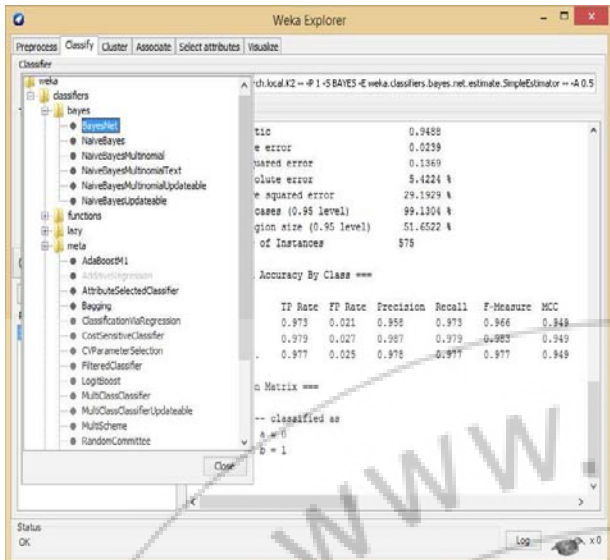 Weka Explorer
Preprocess Classify Cluster Associate Select attributes Visualize
Classifier
weka
classifiers
bayes
BayesNet
NaiveBayes
NaiveBayesMultinomial
NaiveBayesMultinomialText
NaiveBayesMultinomialUpdateable
NaiveBayesUpdateable
functions
lazy
meta
AdaBoostM1
AdditiveRegression
AttributeSelectedClassifier
Bagging
ClassificationViaRegression
CostSensitiveClassifier
CVParameterSelection
FilteredClassifier
LogitBoost
MultiClassClassifier
MultiClassClassifierUpdateable
MultiScheme
RandomCommittee
Close
ch.local.K2 -- -P 1 -S BAYES -E weka.classifiers.bayes.net.estimate.SimpleEstimator -- -A 0.5
tic 0.9488
e error 0.0239
uared error 0.1369
olute error 5.4224 %
e squared error 29.1929 %
cases (0.95 level) 99.1304 %
gion size (0.95 level) 51.6522 %
of Instances 575
Accuracy By Class ===
TP Rate FP Rate Precision Recall F-Measure MCC
0.973 0.021 0.958 0.973 0.966 0.949
0.979 0.027 0.987 0.979 0.983 0.949
. 0.977 0.025 0.978 0.977 0.977 0.949
n Matrix ===
-- classified as
a = 0
b = 1
Status
OK
Log
x 0
www.